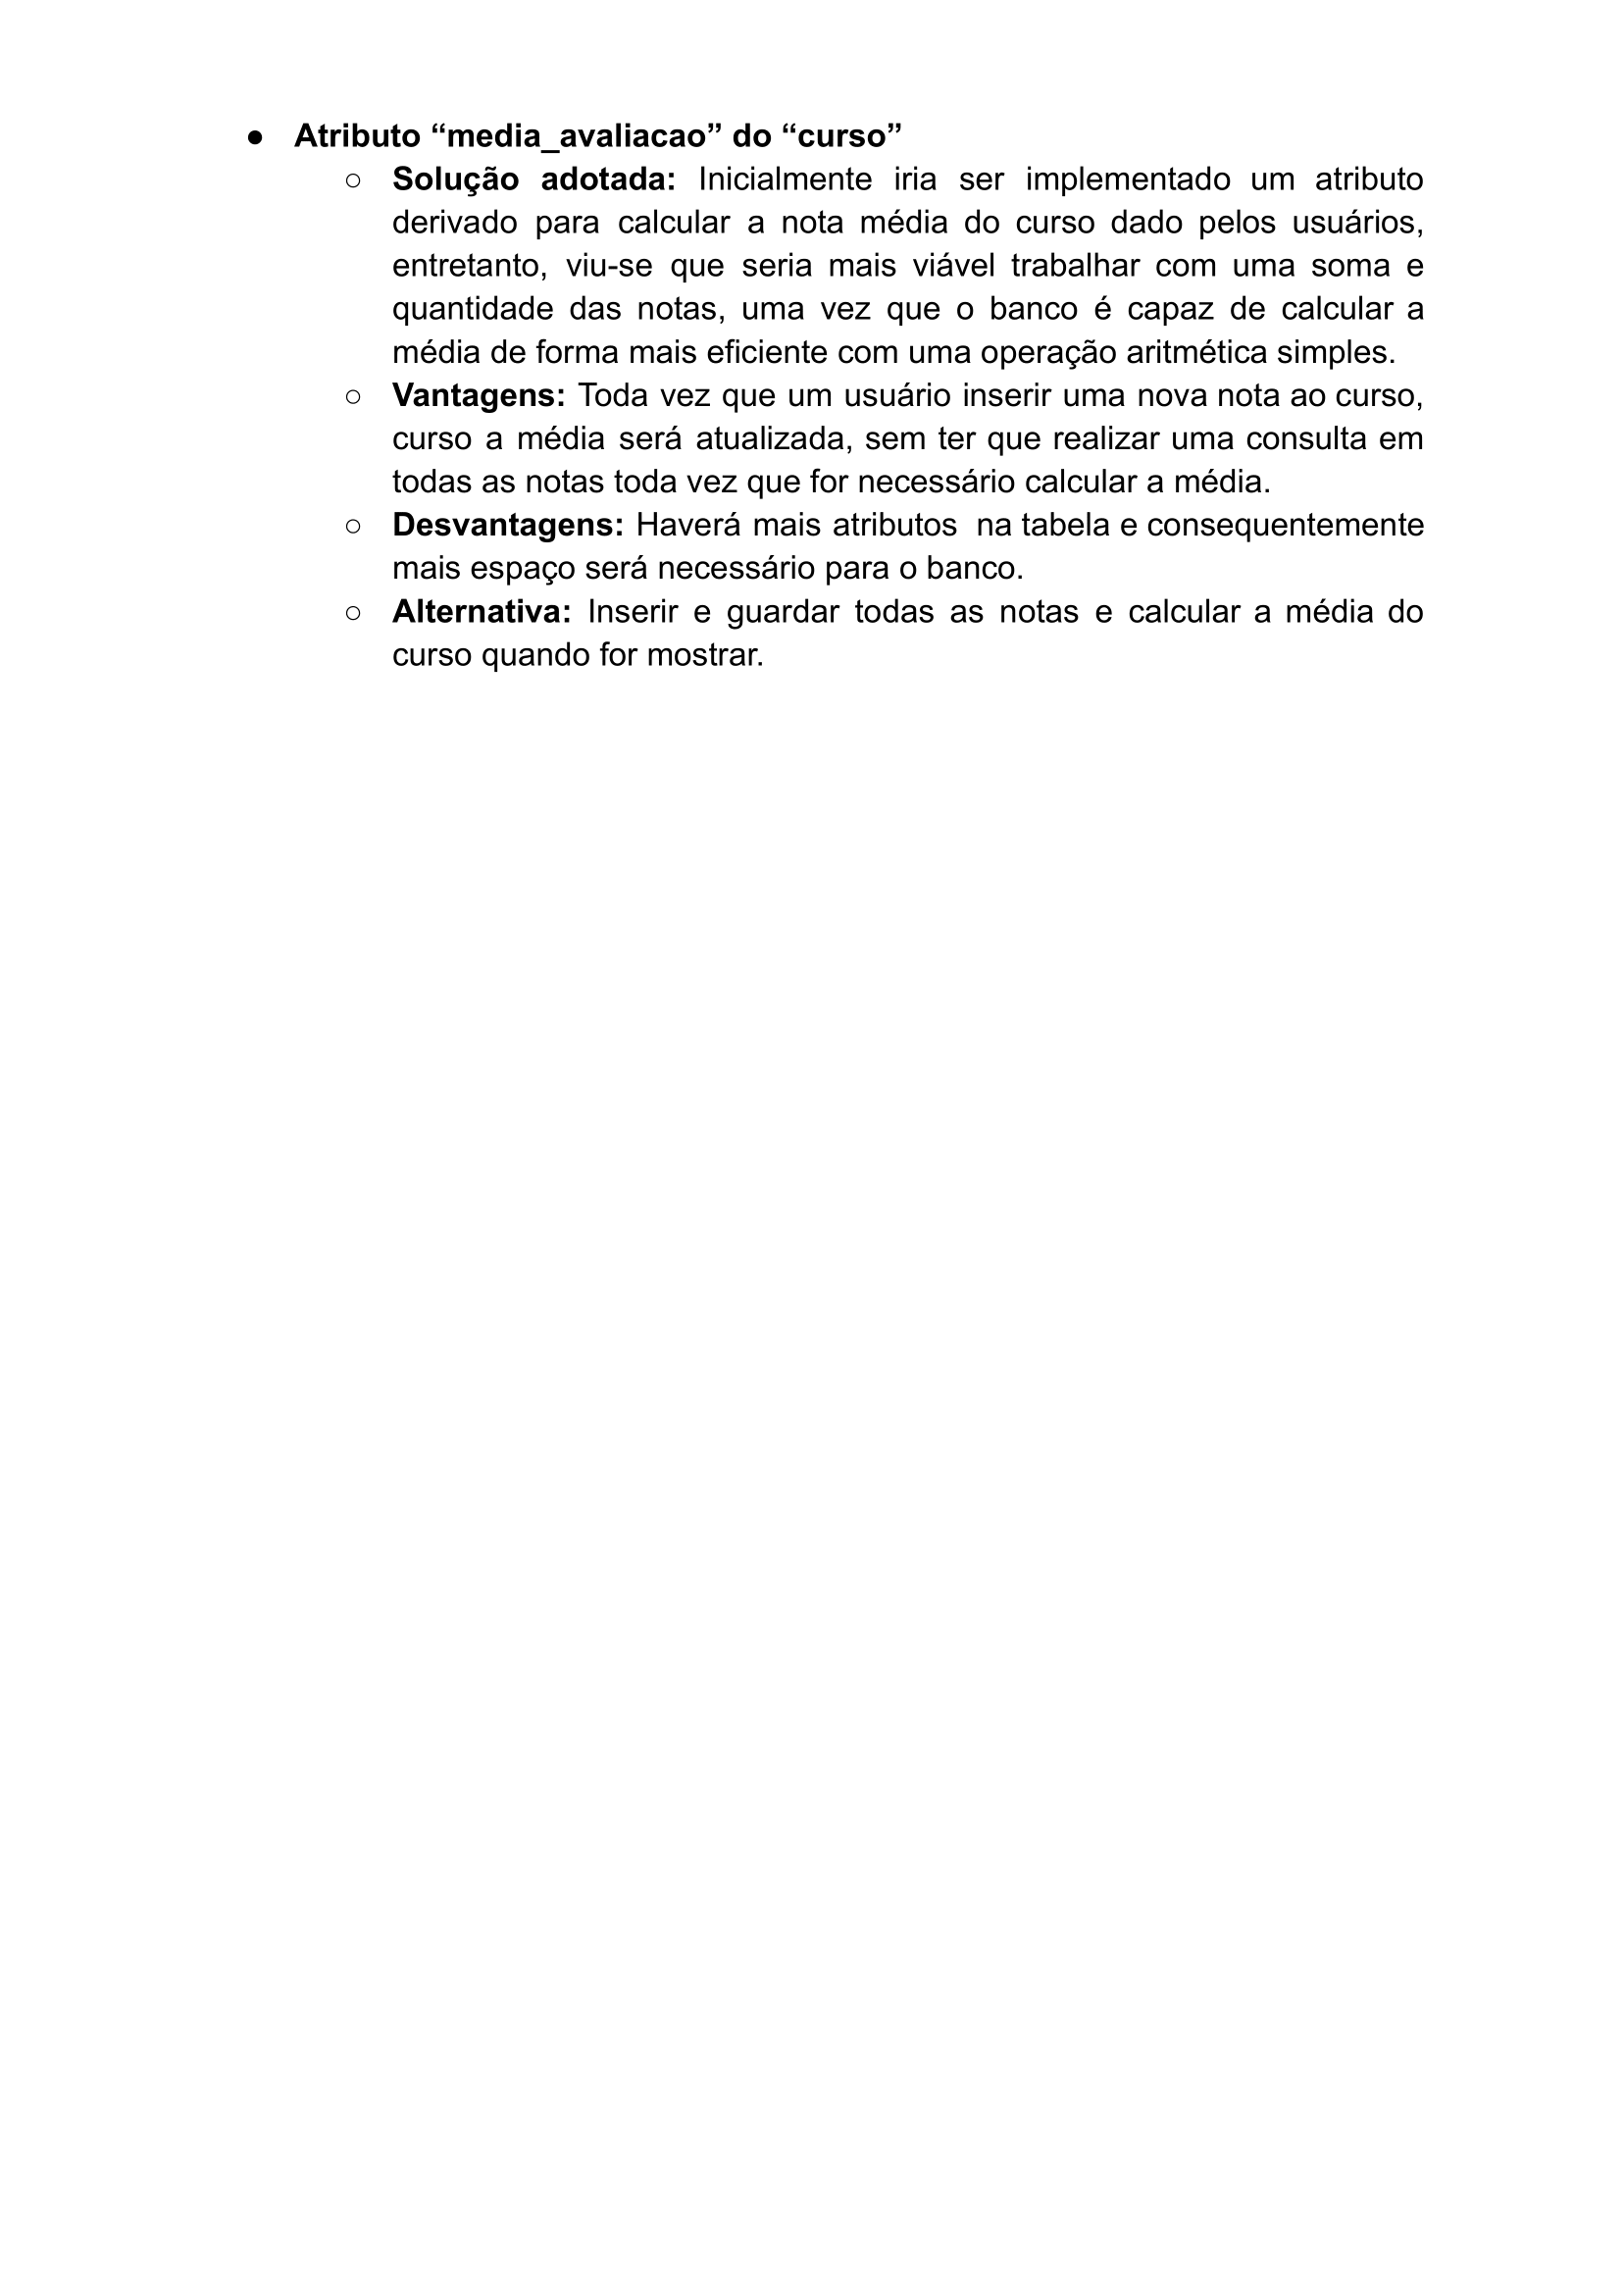 ● Atributo “media_avaliacao” do “curso”
○ Solução adotada: Inicialmente iria ser implementado um atributo
derivado para calcular a nota média do curso dado pelos usuários,
entretanto, viu-se que seria mais viável trabalhar com uma soma e
quantidade das notas, uma vez que o banco é capaz de calcular a
média de forma mais eficiente com uma operação aritmética simples.
○ Vantagens: Toda vez que um usuário inserir uma nova nota ao curso,
curso a média será atualizada, sem ter que realizar uma consulta em
todas as notas toda vez que for necessário calcular a média.
○ Desvantagens: Haverá mais atributos  na tabela e consequentemente
mais espaço será necessário para o banco.
○ Alternativa: Inserir e guardar todas as notas e calcular a média do
curso quando for mostrar.